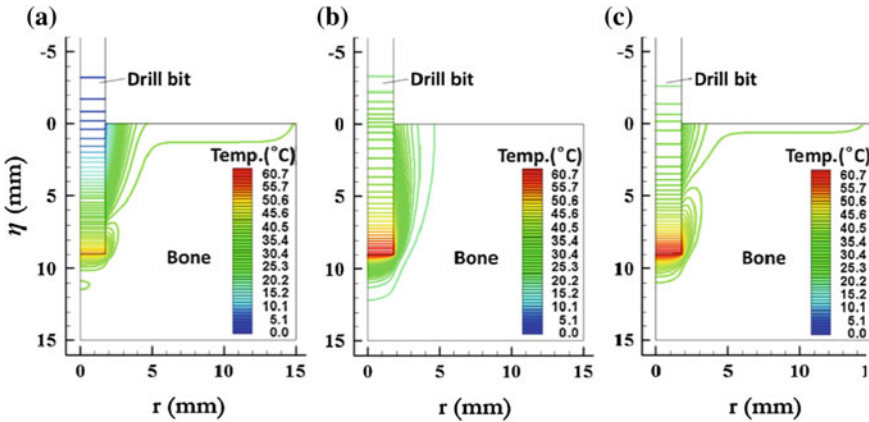 (a)
-5
Drill bit
0
Temp.(°C)
60.7
55.7
50.6
45.6
40.5
35.4
30.4
25.3
20.2
15.2
10.1
5.1
0.0
5
10
15
η (mm)
Bone
0 5 10 15
r (mm)
(b)
-5
Drill bit
0
Temp.(°C)
60.7
55.7
50.6
45.6
40.5
35.4
30.4
25.3
20.2
15.2
10.1
5.1
0.0
5
10
15
Bone
0 5 10 15
r (mm)
(c)
-5
Drill bit
0
Temp.(°C)
60.7
55.7
50.6
45.6
40.5
35.4
30.4
25.3
20.2
15.2
10.1
5.1
0.0
5
10
15
Bone
0 5 10 1
r (mm)